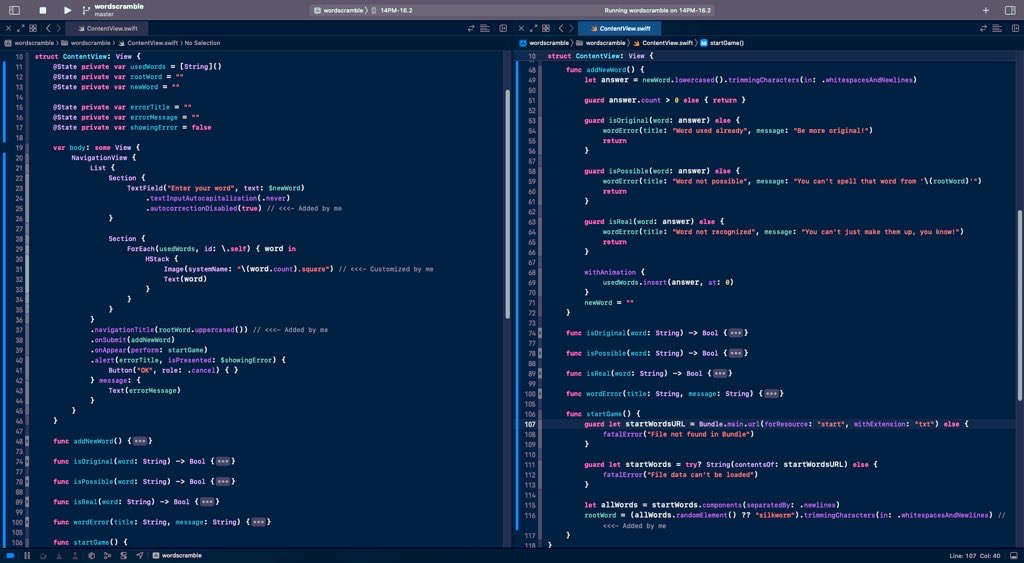 wordscramble
main
wordscramble
14PM-16.2
Running wordscramble on 14PM-16.2
ContentView.swift
wordscramble
wordscramble
ContentView.swift
No Selection
10 struct ContentView: View {
11 @State private var usedWords = [String]()
12 @State private var rootWord = ""
13 @State private var newWord = ""
14
15 @State private var errorTitle = ""
16 @State private var errorMessage = ""
17 @State private var showingError = false
18
19 var body: some View {
20 NavigationView {
21 List {
22 Section {
23 TextField("Enter your word", text: $newWord)
24 .textInputAutocapitalization(.never)
25 .autocorrectionDisabled(true) // <<<- Added by me
26 }
27
28 Section {
29 ForEach(usedWords, id: \.self) { word in
30 HStack {
31 Image(systemName: "\(word.count).square") // <<<- Customized by me
32 Text(word)
33 }
34 }
35 }
36 }
37 .navigationTitle(rootWord.uppercased()) // <<<- Added by me
38 .onSubmit(addNewWord)
39 .onAppear(perform: startGame)
40 .alert(errorTitle, isPresented: $showingError) {
41 Button("OK", role: .cancel) { }
42 } message: {
43 Text(errorMessage)
44 }
45 }
46 }
47
48 func addNewWord() {•••}
73
74 func isOriginal(word: String) -> Bool {•••}
77
78 func isPossible(word: String) -> Bool {•••}
88
89 func isReal(word: String) -> Bool {•••}
99
100 func wordError(title: String, message: String) {•••}
105
106 func startGame() {
wordscramble
ContentView.swift
wordscramble
wordscramble
ContentView.swift
M startGame()
10 struct ContentView: View {
48 func addNewWord() {
49 let answer = newWord.lowercased().trimmingCharacters(in: .whitespacesAndNewlines)
50
51 guard answer.count > 0 else { return }
52
53 guard isOriginal(word: answer) else {
54 wordError(title: "Word used already", message: "Be more original!")
55 return
56 }
57
58 guard isPossible(word: answer) else {
59 wordError(title: "Word not possible", message: "You can't spell that word from '\(rootWord)'")
60 return
61 }
62
63 guard isReal(word: answer) else {
64 wordError(title: "Word not recognized", message: "You can't just make them up, you know!")
65 return
66 }
67
68 withAnimation {
69 usedWords.insert(answer, at: 0)
70 }
71 newWord = ""
72 }
73
74 func isOriginal(word: String) -> Bool {•••}
77
78 func isPossible(word: String) -> Bool {•••}
88
89 func isReal(word: String) -> Bool {•••}
99
100 func wordError(title: String, message: String) {•••}
105
106 func startGame() {
107 guard let startWordsURL = Bundle.main.url(forResource: "start", withExtension: "txt") else {
108 fatalError("File not found in Bundle")
109 }
110
111 guard let startWords = try? String(contentsOf: startWordsURL) else {
112 fatalError("File data can't be loaded")
113 }
114
115 let allWords = startWords.components(separatedBy: .newlines)
116 rootWord = (allWords.randomElement() ?? "silkworm").trimmingCharacters(in: .whitespacesAndNewlines) //
<<<- Added by me
117 }
118 }
Line: 107 Col: 40